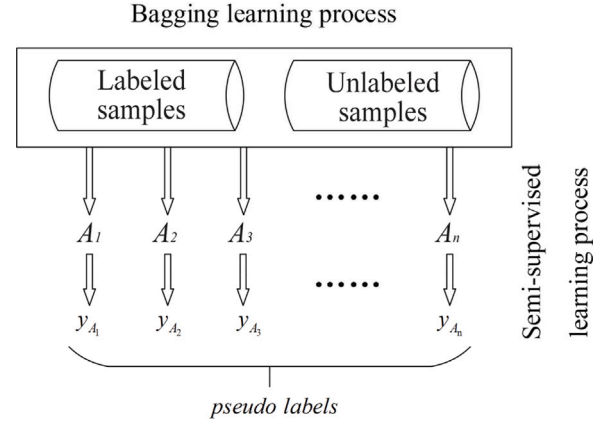 Bagging learning process
Labeled samples
Unlabeled samples
A1 A2 A3 ...... An
......
yA1 yA2 yA3 yAn
pseudo labels
Semi-supervised
learning process